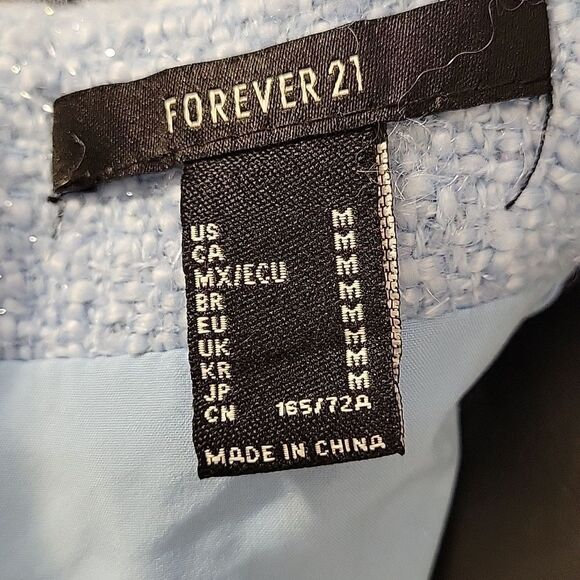 FOREVER 21
US M
CA M
MX/ECU M
BR M
EU M
UK M
KR M
JP M
CN 165/72A
MADE IN CHINA